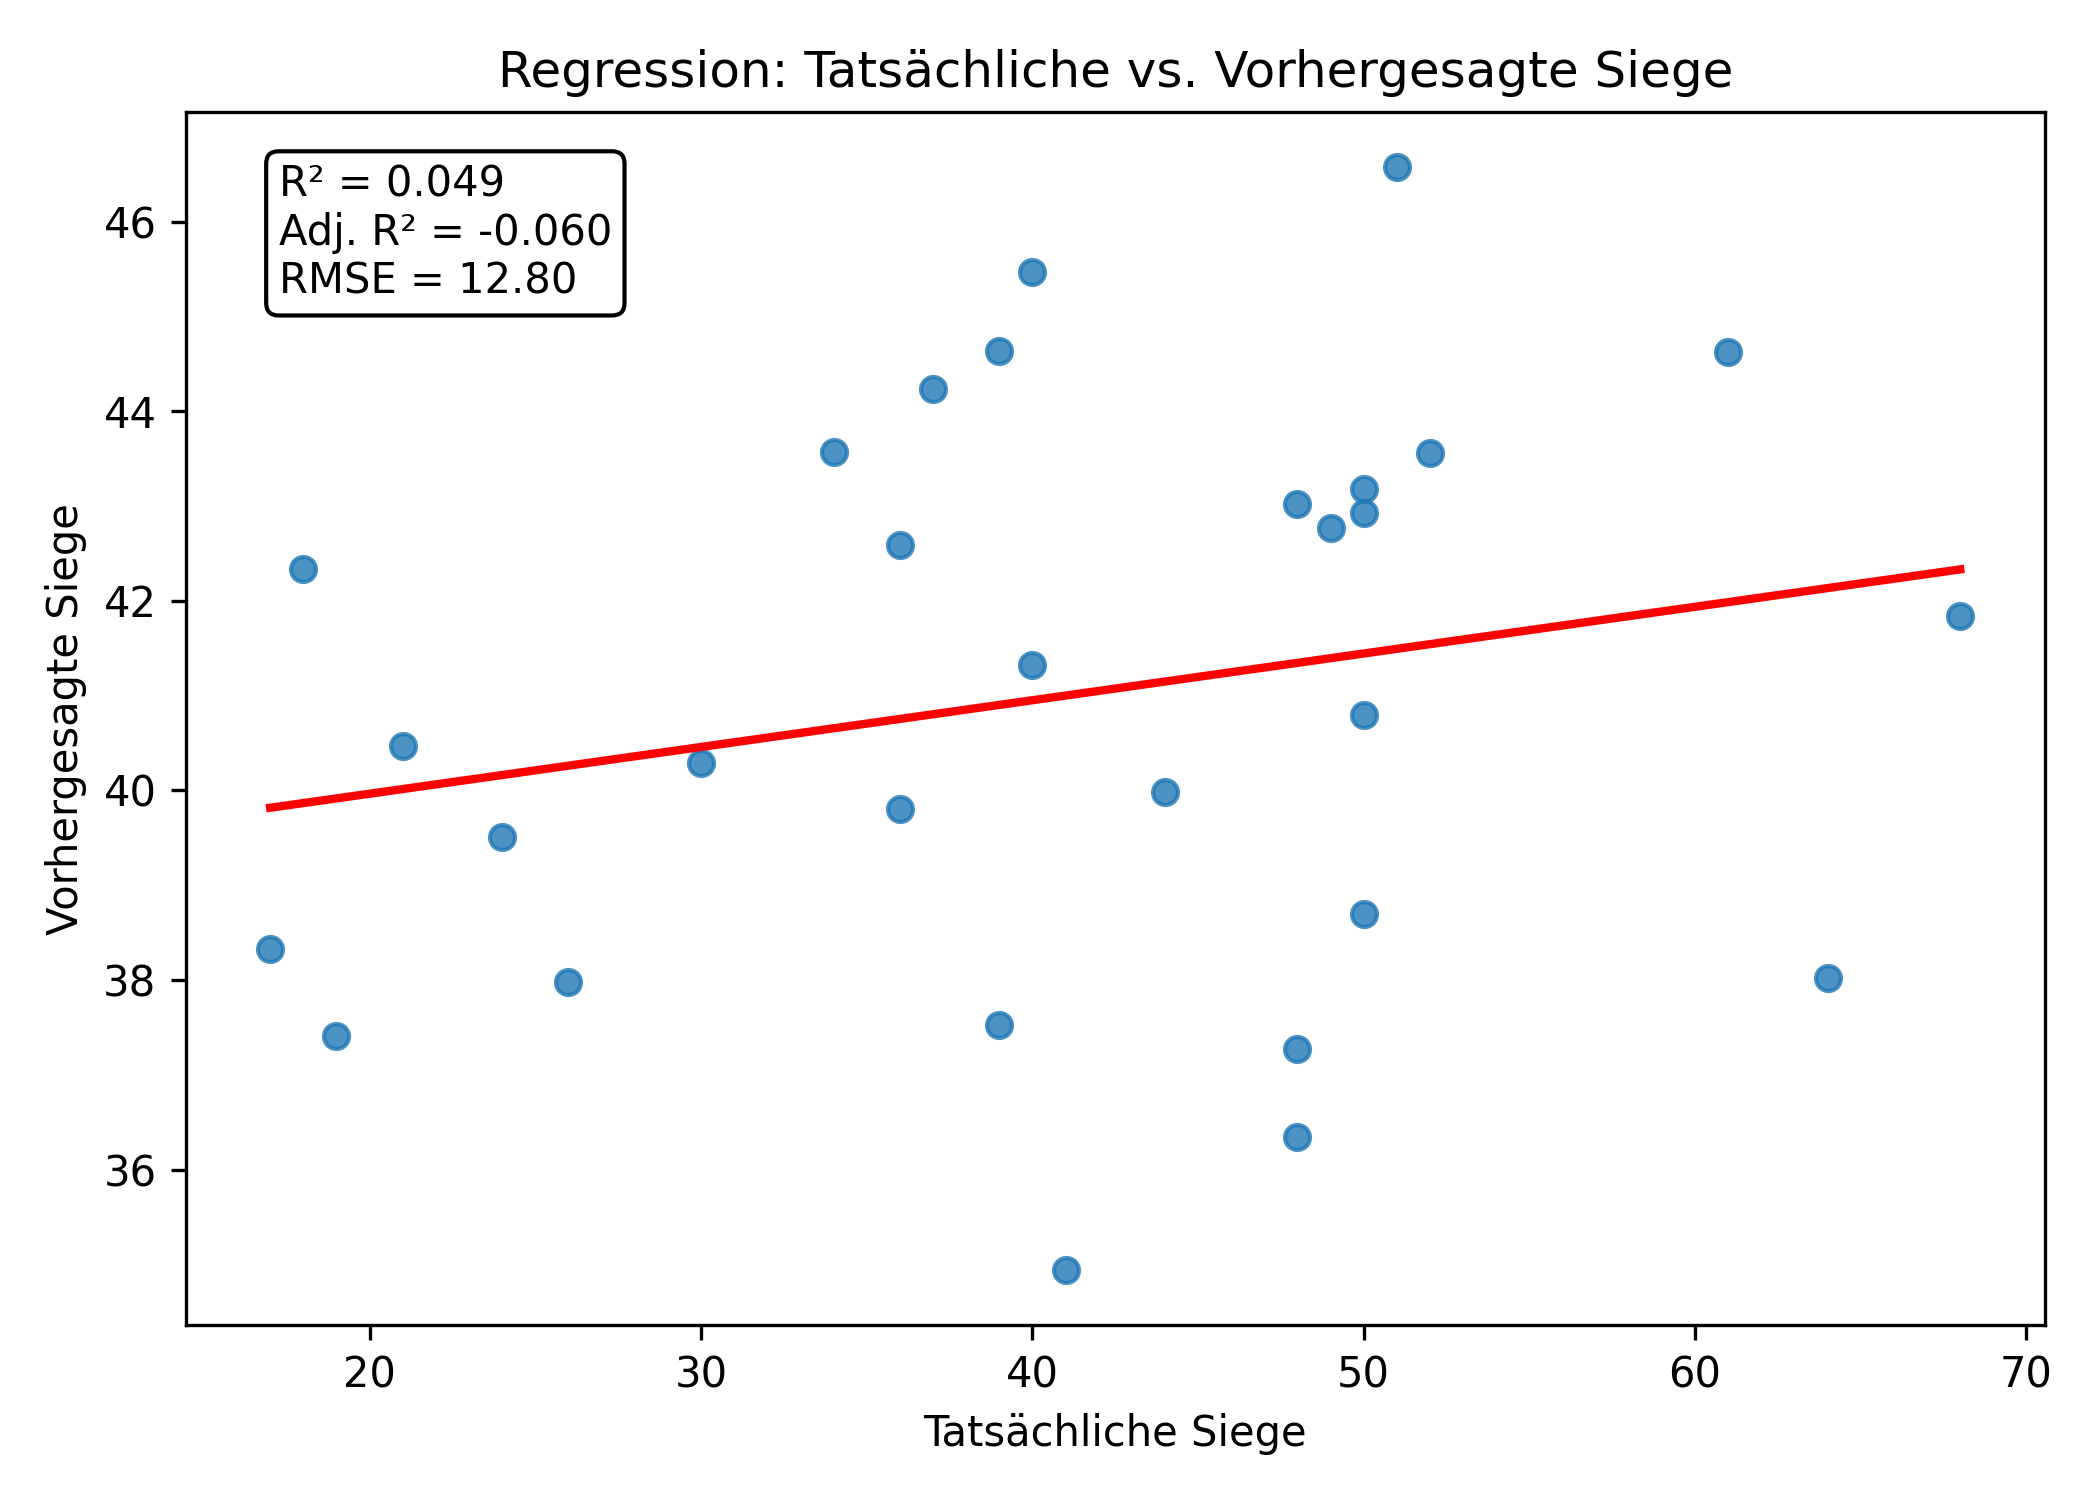 Regression: Tatsächliche vs. Vorhergesagte Siege
R² = 0.049
Adj. R² = -0.060
RMSE = 12.80
Vorhergesagte Siege
46
44
42
40
38
36
20 30 40 50 60 70
Tatsächliche Siege